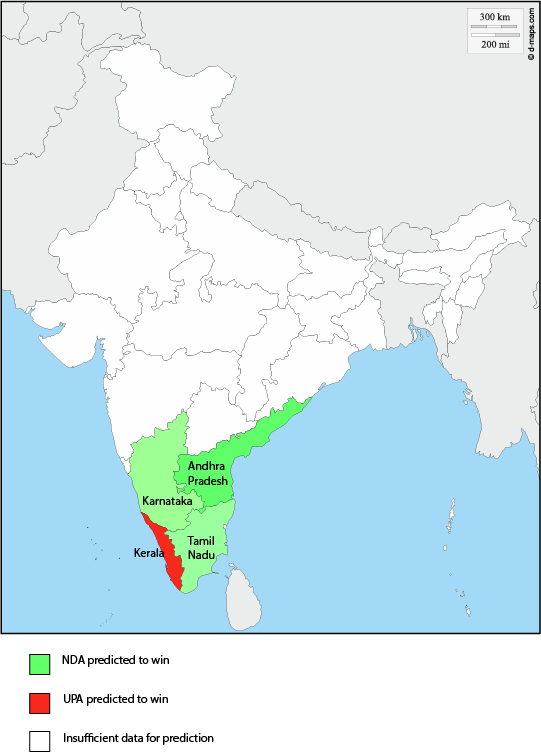 300 km
200 mi
© d-maps.com
Andhra
Pradesh
Karnataka
Kerala
Tamil
Nadu
NDA predicted to win
UPA predicted to win
Insufficient data for prediction